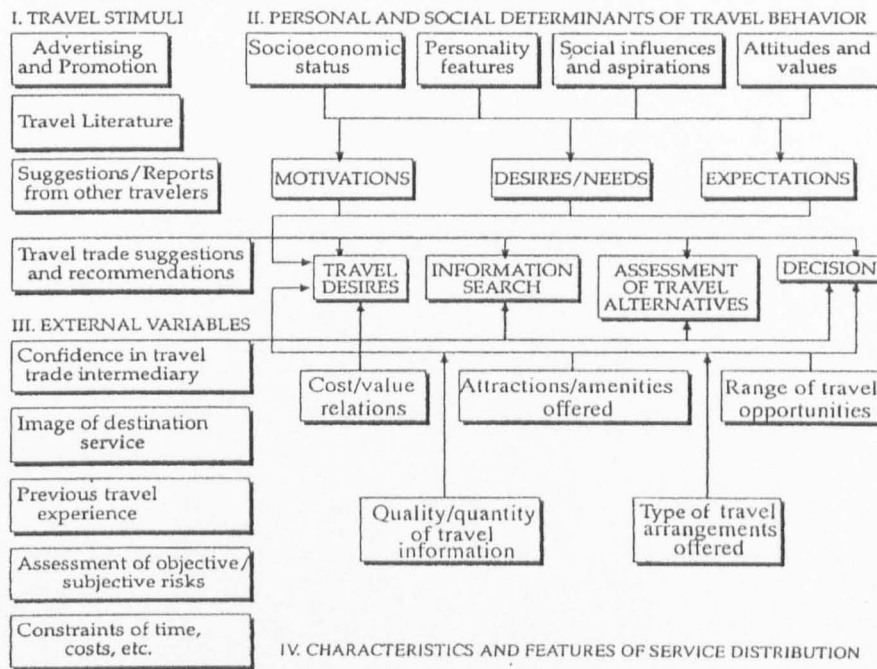 I. TRAVEL STIMULI
Advertising
and Promotion
Travel Literature
Suggestions/Reports
from other travelers
Travel trade suggestions
and recommendations
II. PERSONAL AND SOCIAL DETERMINANTS OF TRAVEL BEHAVIOR
Socioeconomic
status
Personality
features
Social influences
and aspirations
Attitudes and
values
MOTIVATIONS
DESIRES/NEEDS
EXPECTATIONS
TRAVEL
DESIRES
INFORMATION
SEARCH
ASSESSMENT
OF TRAVEL
ALTERNATIVES
DECISION
III. EXTERNAL VARIABLES
Confidence in travel
trade intermediary
Image of destination
service
Previous travel
experience
Assessment of objective/
subjective risks
Constraints of time,
costs, etc.
Cost/value
relations
Attractions/amenities
offered
Range of travel
opportunities
Quality/quantity
of travel
information
Type of travel
arrangements
offered
IV. CHARACTERISTICS AND FEATURES OF SERVICE DISTRIBUTION